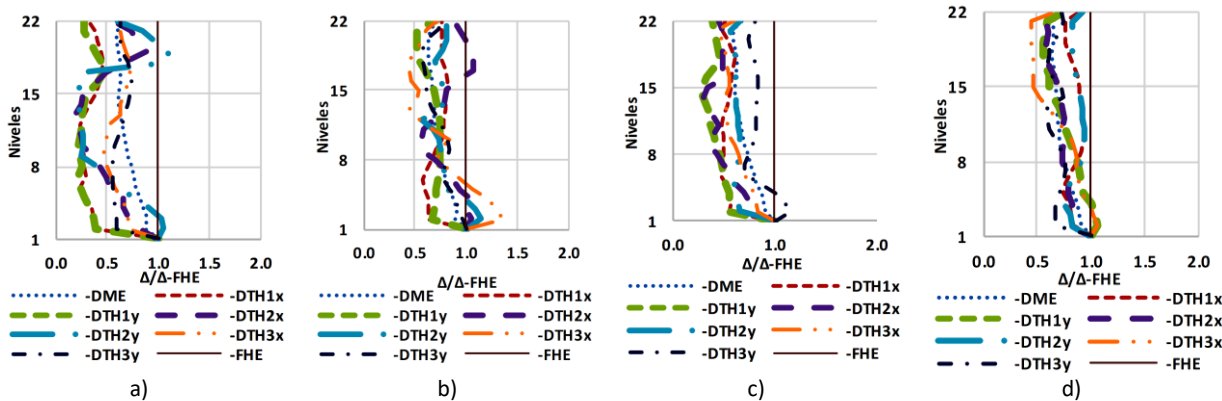 Niveles
22
15
8
1
0.0 0.5 1.0 1.5 2.0
Δ/Δ-FHE
-DME -DTH1x
-DTH1y -DTH2x
-DTH2y -DTH3x
-DTH3y -FHE
a)
Niveles
22
15
8
1
0.0 0.5 1.0 1.5 2.0
Δ/Δ-FHE
-DME -DTH1x
-DTH1y -DTH2x
-DTH2y -DTH3x
-DTH3y -FHE
b)
Niveles
22
15
8
1
0.0 0.5 1.0 1.5 2.0
Δ/Δ-FHE
-DME -DTH1x
-DTH1y -DTH2x
-DTH2y -DTH3x
-DTH3y -FHE
c)
Niveles
22
15
8
1
0.0 0.5 1.0 1.5 2.0
Δ/Δ-FHE
-DME -DTH1x
-DTH1y -DTH2x
-DTH2y -DTH3x
-DTH3y -FHE
d)